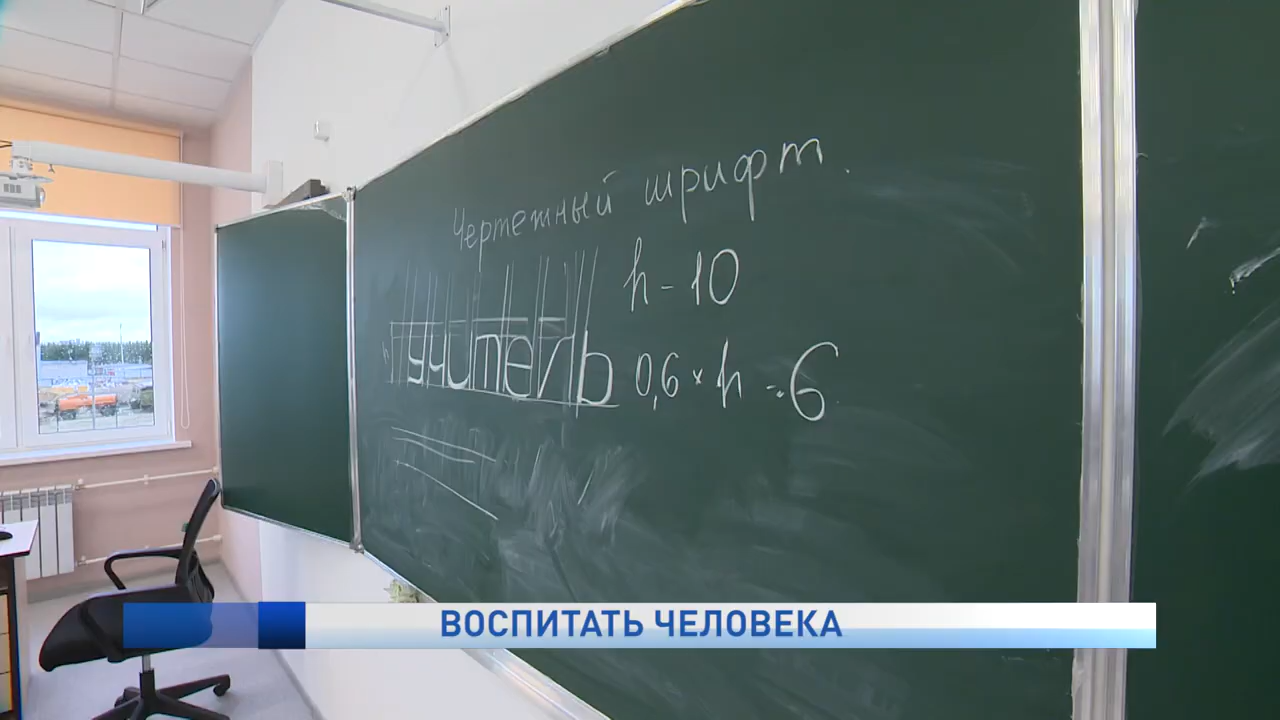 Чертежный шрифт.
h - 10
учитель
0,6 × h = 6
ВОСПИТАТЬ ЧЕЛОВЕКА